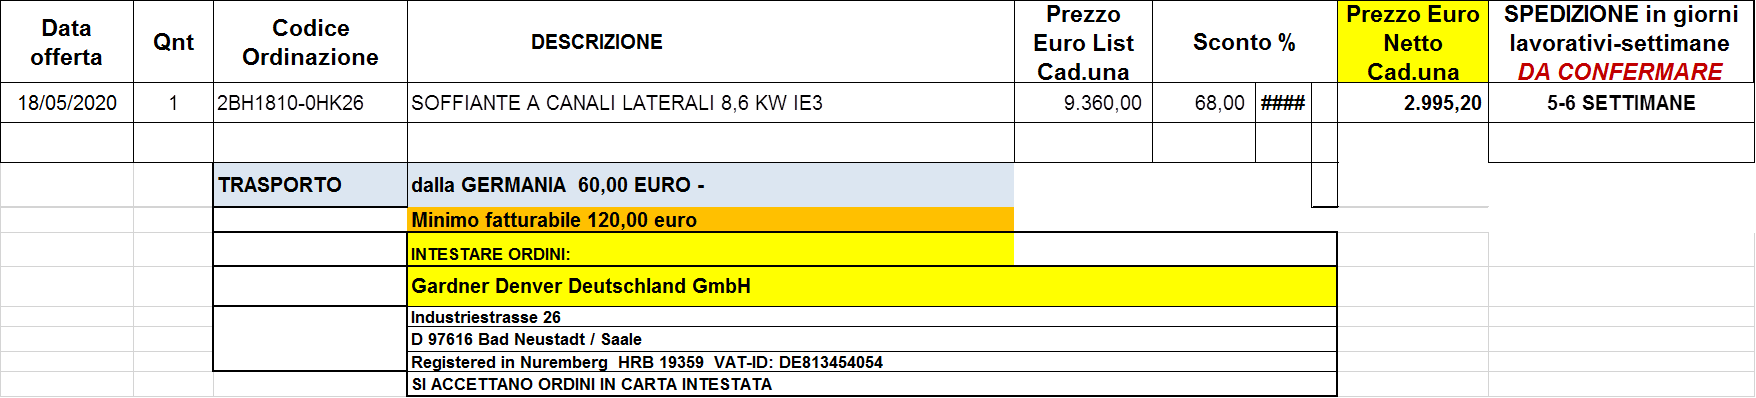 Data offerta Qnt Codice Ordinazione DESCRIZIONE Prezzo Euro List Cad.una Sconto % Prezzo Euro Netto Cad.una SPEDIZIONE in giorni lavorativi-settimane DA CONFERMARE
18/05/2020 1 2BH1810-0HK26 SOFFIANTE A CANALI LATERALI 8,6 KW IE3 9.360,00 68,00 #### 2.995,20 5-6 SETTIMANE
TRASPORTO dalla GERMANIA 60,00 EURO -
Minimo fatturabile 120,00 euro
INTESTARE ORDINI:
Gardner Denver Deutschland GmbH
Industriestrasse 26
D 97616 Bad Neustadt / Saale
Registered in Nuremberg HRB 19359 VAT-ID: DE813454054
SI ACCETTANO ORDINI IN CARTA INTESTATA